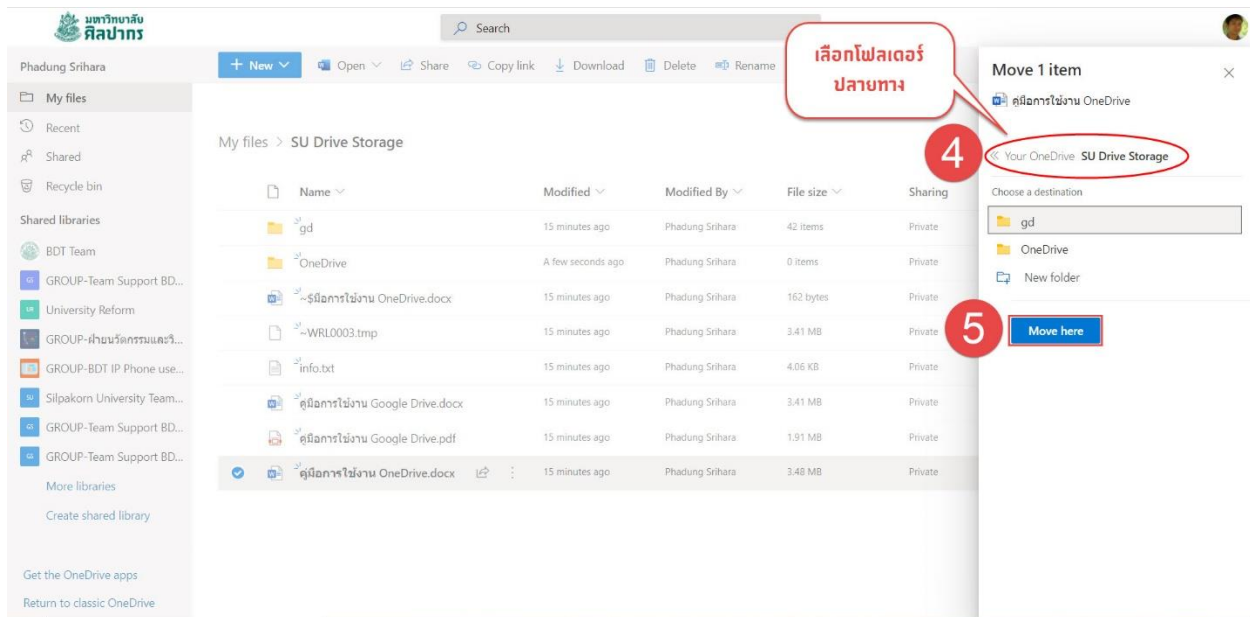 มหาวิทยาลัย
ศิลปากร
Search
Phadung Srihara
New
Open
Share
Copy link
Download
Delete
Rename
เลือกโฟลเดอร์
ปลายทาง
Move 1 item
คู่มือการใช้งาน OneDrive
4
Your OneDrive SU Drive Storage
Choose a destination
gd
OneDrive
New folder
5
Move here
My files
Recent
Shared
Recycle bin
Shared libraries
BDT Team
GROUP-Team Support BD...
University Reform
GROUP-ฝ่ายนวัตกรรมและวิ...
GROUP-BDT IP Phone use...
Silpakorn University Team...
GROUP-Team Support BD...
GROUP-Team Support BD...
More libraries
Create shared library
Get the OneDrive apps
Return to classic OneDrive
My files > SU Drive Storage
Name Modified Modified By File size Sharing
gd 15 minutes ago Phadung Srihara 42 items Private
OneDrive A few seconds ago Phadung Srihara 0 items Private
~$มือการใช้งาน OneDrive.docx 15 minutes ago Phadung Srihara 162 bytes Private
~WRL0003.tmp 15 minutes ago Phadung Srihara 3.41 MB Private
info.txt 15 minutes ago Phadung Srihara 4.06 KB Private
คู่มือการใช้งาน Google Drive.docx 15 minutes ago Phadung Srihara 3.41 MB Private
คู่มือการใช้งาน Google Drive.pdf 15 minutes ago Phadung Srihara 1.91 MB Private
คู่มือการใช้งาน OneDrive.docx 15 minutes ago Phadung Srihara 3.48 MB Private